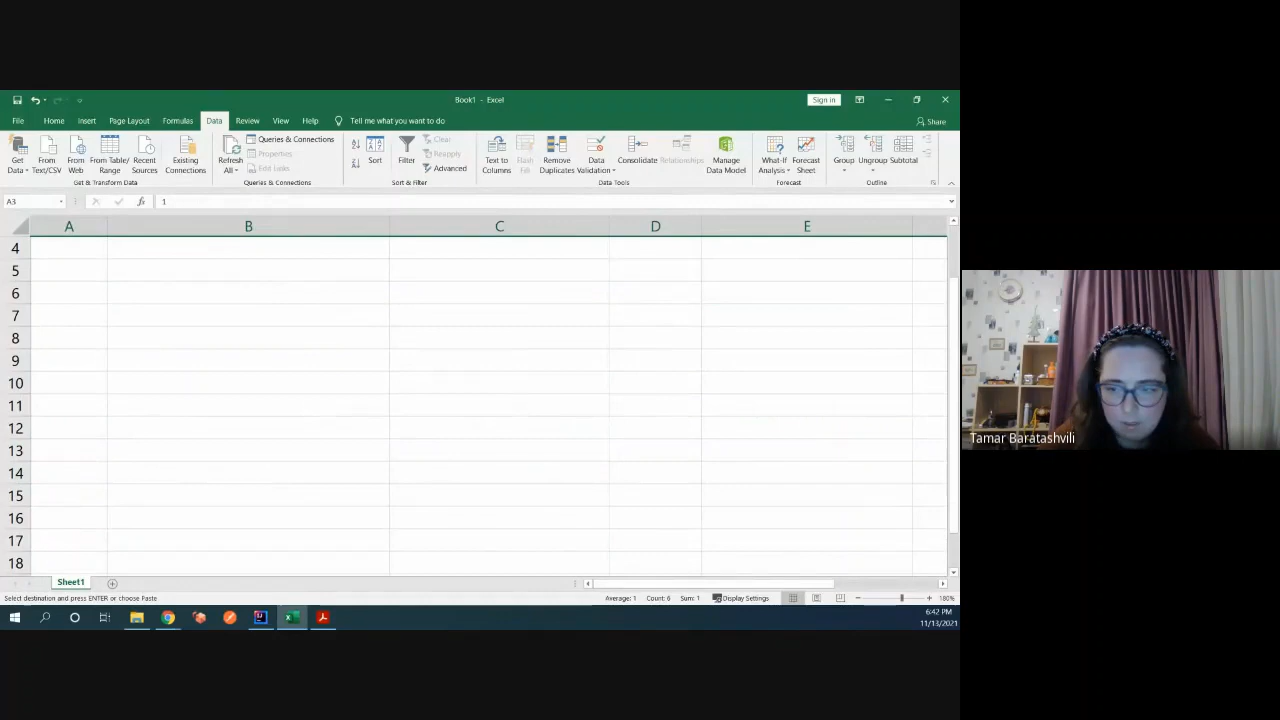 Book1 - Excel
Sign in
File Home Insert Page Layout Formulas Data Review View Help Tell me what you want to do
Share
Get Data
From Text/CSV
From Web
From Table/ Range
Recent Sources
Existing Connections
Get & Transform Data
Refresh All
Queries & Connections
Properties
Edit Links
Queries & Connections
Sort
Filter
Clear
Reapply
Advanced
Sort & Filter
Text to Columns
Flash Fill
Remove Duplicates
Data Validation
Consolidate
Relationships
Manage Data Model
Data Tools
What-If Analysis
Forecast Sheet
Forecast
Group
Ungroup
Subtotal
Outline
A3
fx
1
A B C D E
4
5
6
7
8
9
10
11
12
13
14
15
16
17
18
Sheet1
Select destination and press ENTER or choose Paste
Average: 1 Count: 6 Sum: 1 Display Settings 180%
6:42 PM
11/13/2021
Tamar Baratashvili